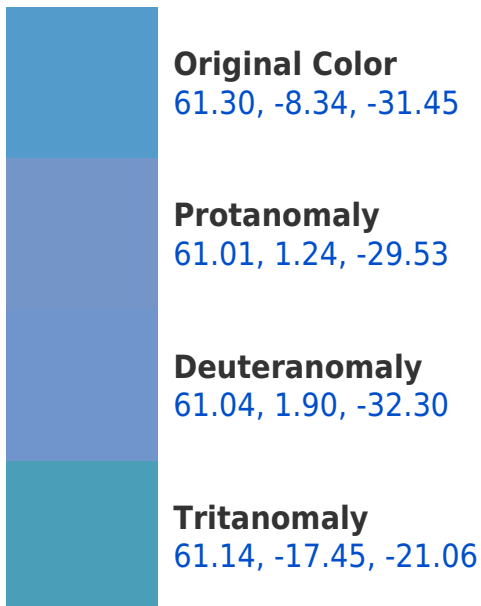 Original Color
61.30, -8.34, -31.45
Protanomaly
61.01, 1.24, -29.53
Deuteranomaly
61.04, 1.90, -32.30
Tritanomaly
61.14, -17.45, -21.06